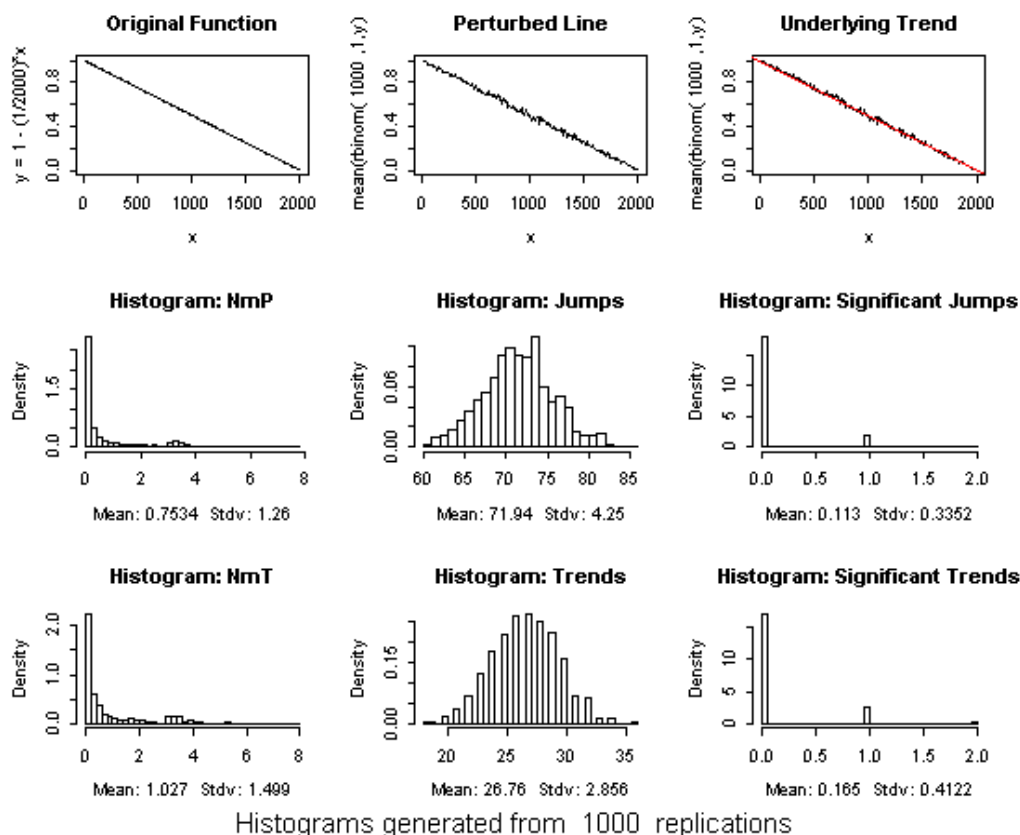 Original Function
y = 1 - (1/2000)*x
0.0 0.4 0.8
0 500 1000 1500 2000
x
Perturbed Line
mean(rbinom( 1000 ,1,y)
0.0 0.4 0.8
0 500 1000 1500 2000
x
Underlying Trend
mean(rbinom( 1000 ,1,y)
0.0 0.4 0.8
0 500 1000 1500 2000
x
Histogram: NmP
Density
0.0 1.5
0 2 4 6 8
Mean: 0.7534 Stdv: 1.26
Histogram: Jumps
Density
0.00 0.06
60 65 70 75 80 85
Mean: 71.94 Stdv: 4.25
Histogram: Significant Jumps
Density
0 5 15
0.0 0.5 1.0 1.5 2.0
Mean: 0.113 Stdv: 0.3352
Histogram: NmT
Density
0.0 1.0 2.0
0 2 4 6 8
Mean: 1.027 Stdv: 1.499
Histogram: Trends
Density
0.00 0.15
20 25 30 35
Mean: 26.76 Stdv: 2.856
Histogram: Significant Trends
Density
0 5 10
0.0 0.5 1.0 1.5 2.0
Mean: 0.165 Stdv: 0.4122
Histograms generated from 1000 replications